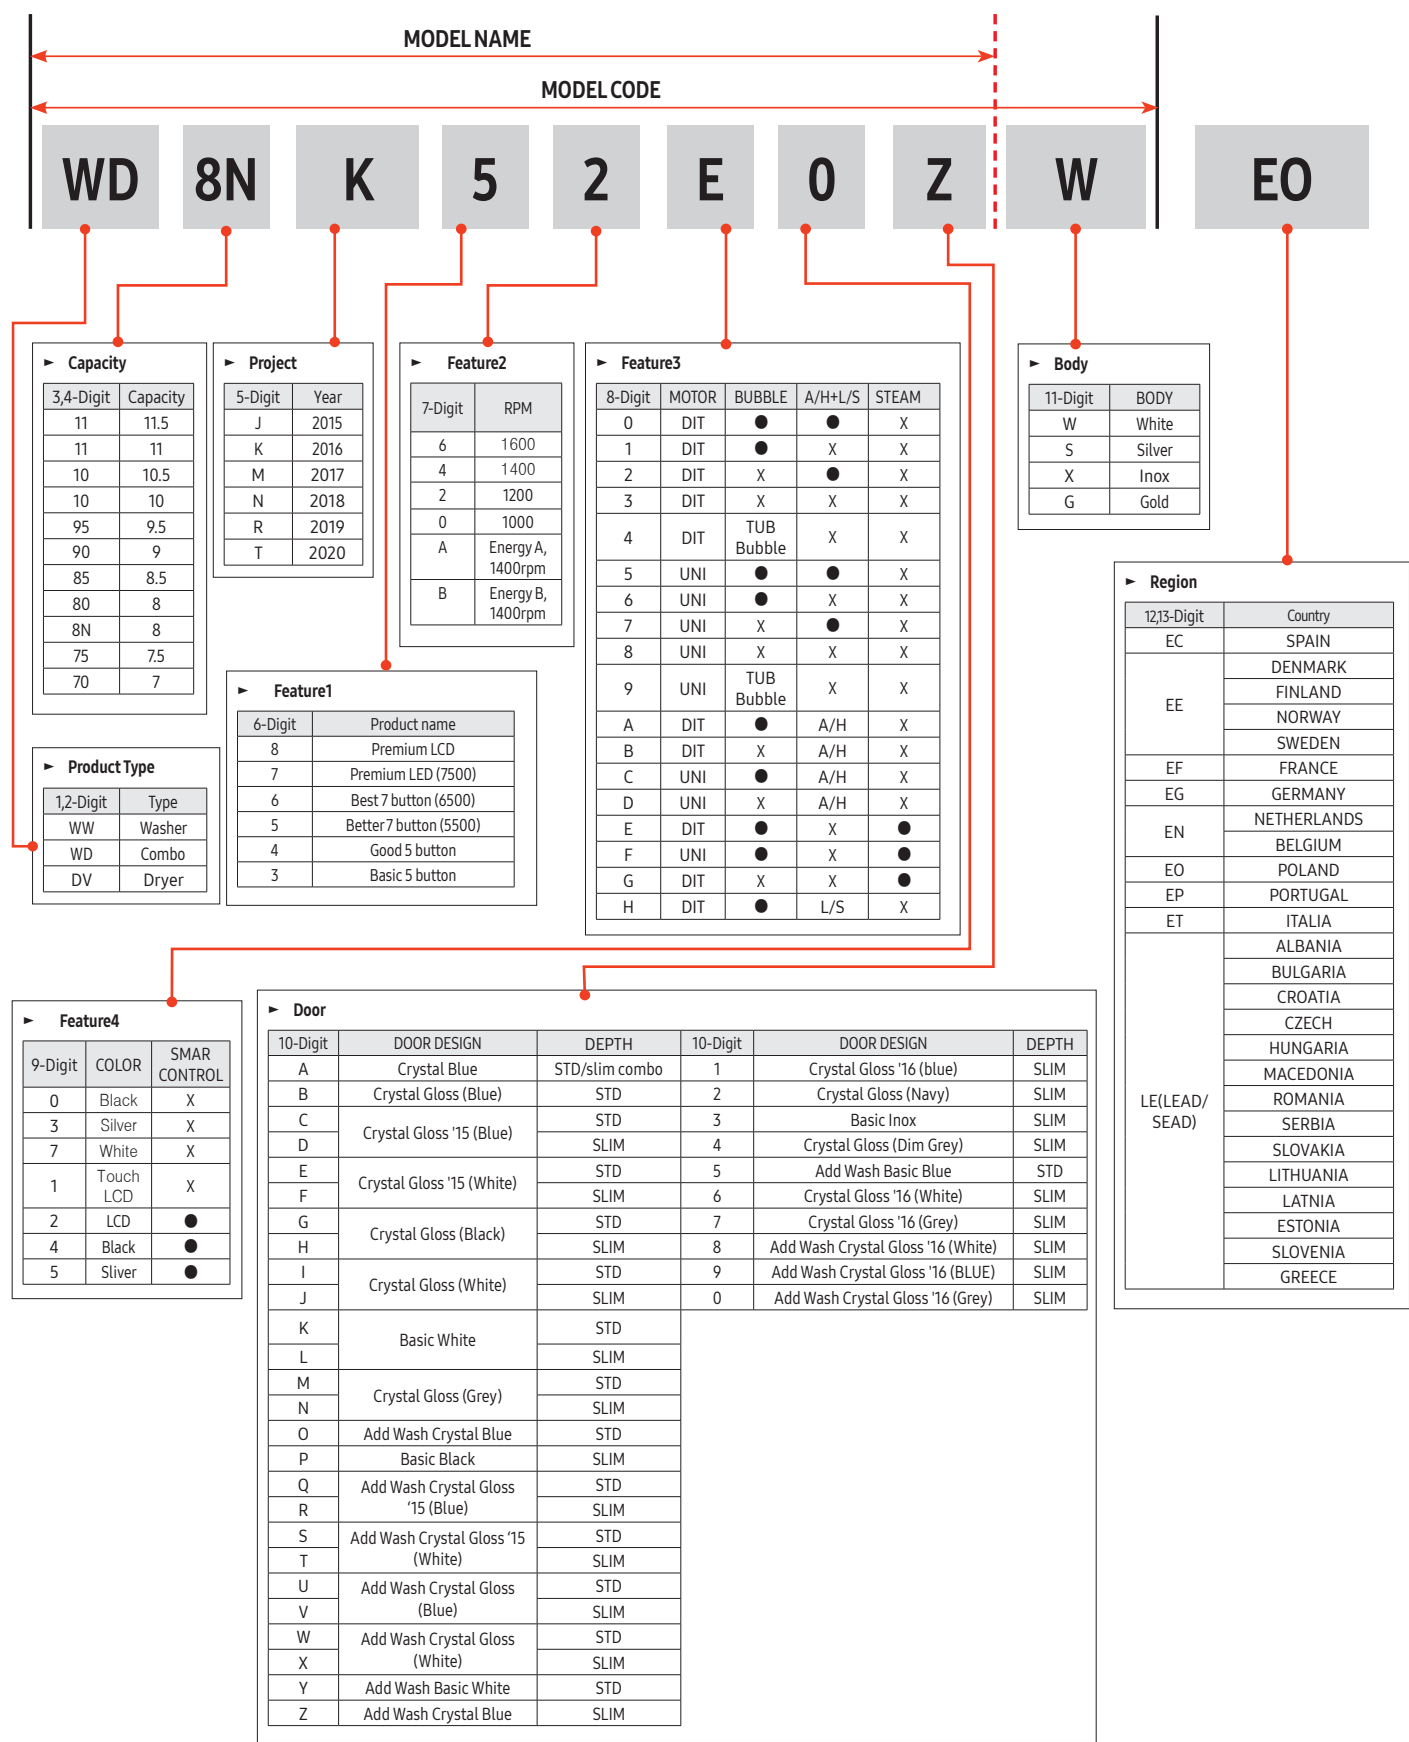 MODEL NAME
MODEL CODE
WD 8N K 5 2 E 0 Z W EO
► Capacity
3,4-Digit Capacity
11 11.5
11 11
10 10.5
10 10
95 9.5
90 9
85 8.5
80 8
8N 8
75 7.5
70 7
► Project
5-Digit Year
J 2015
K 2016
M 2017
N 2018
R 2019
T 2020
► Feature2
7-Digit RPM
6 1600
4 1400
2 1200
0 1000
A Energy A,
1400rpm
B Energy B,
1400rpm
► Feature3
8-Digit MOTOR BUBBLE A/H+L/S STEAM
0 DIT ● ● X
1 DIT ● X X
2 DIT X ● X
3 DIT X X X
4 DIT TUB
Bubble X X
5 UNI ● ● X
6 UNI ● X X
7 UNI X ● X
8 UNI X X X
9 UNI TUB
Bubble X X
A DIT ● A/H X
B DIT X A/H X
C UNI ● A/H X
D UNI X A/H X
E DIT ● X ●
F UNI ● X ●
G DIT X X ●
H DIT ● L/S X
► Body
11-Digit BODY
W White
S Silver
X Inox
G Gold
► Region
12,13-Digit Country
EC SPAIN
EE DENMARK
FINLAND
NORWAY
SWEDEN
EF FRANCE
EG GERMANY
EN NETHERLANDS
BELGIUM
EO POLAND
EP PORTUGAL
ET ITALIA
LE(LEAD/
SEAD)
ALBANIA
BULGARIA
CROATIA
CZECH
HUNGARIA
MACEDONIA
ROMANIA
SERBIA
SLOVAKIA
LITHUANIA
LATNIA
ESTONIA
SLOVENIA
GREECE
► Feature1
6-Digit Product name
8 Premium LCD
7 Premium LED (7500)
6 Best 7 button (6500)
5 Better 7 button (5500)
4 Good 5 button
3 Basic 5 button
► Product Type
1,2-Digit Type
WW Washer
WD Combo
DV Dryer
► Feature4
9-Digit COLOR SMAR
CONTROL
0 Black X
3 Silver X
7 White X
1 Touch
LCD X
2 LCD ●
4 Black ●
5 Sliver ●
► Door
10-Digit DOOR DESIGN DEPTH 10-Digit DOOR DESIGN DEPTH
A Crystal Blue STD/slim combo 1 Crystal Gloss '16 (blue) SLIM
B Crystal Gloss (Blue) STD 2 Crystal Gloss (Navy) SLIM
C Crystal Gloss '15 (Blue) STD 3 Basic Inox SLIM
D SLIM 4 Crystal Gloss (Dim Grey) SLIM
E Crystal Gloss '15 (White) STD 5 Add Wash Basic Blue STD
F SLIM 6 Crystal Gloss '16 (White) SLIM
G Crystal Gloss (Black) STD 7 Crystal Gloss '16 (Grey) SLIM
H SLIM 8 Add Wash Crystal Gloss '16 (White) SLIM
I Crystal Gloss (White) STD 9 Add Wash Crystal Gloss '16 (BLUE) SLIM
J SLIM 0 Add Wash Crystal Gloss '16 (Grey) SLIM
K Basic White STD
L SLIM
M Crystal Gloss (Grey) STD
N SLIM
O Add Wash Crystal Blue STD
P Basic Black SLIM
Q Add Wash Crystal Gloss STD
R ‘15 (Blue) SLIM
S Add Wash Crystal Gloss ‘15 STD
T (White) SLIM
U Add Wash Crystal Gloss STD
V (Blue) SLIM
W Add Wash Crystal Gloss STD
X (White) SLIM
Y Add Wash Basic White STD
Z Add Wash Crystal Blue SLIM